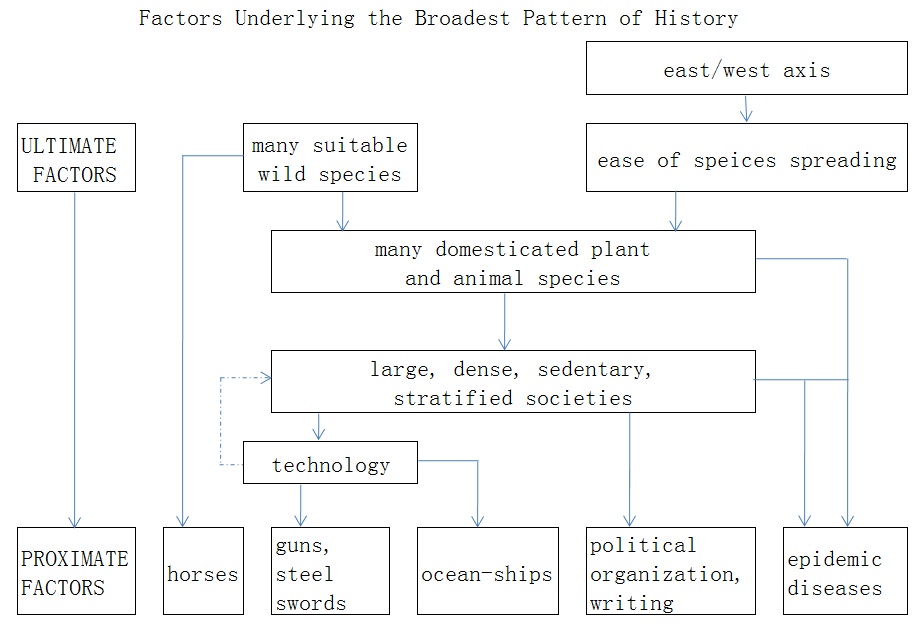 Factors Underlying the Broadest Pattern of History
east/west axis
ULTIMATE
FACTORS
many suitable
wild species
ease of speices spreading
many domesticated plant
and animal species
large, dense, sedentary,
stratified societies
technology
PROXIMATE
FACTORS
horses
guns,
steel
swords
ocean-ships
political
organization,
writing
epidemic
diseases